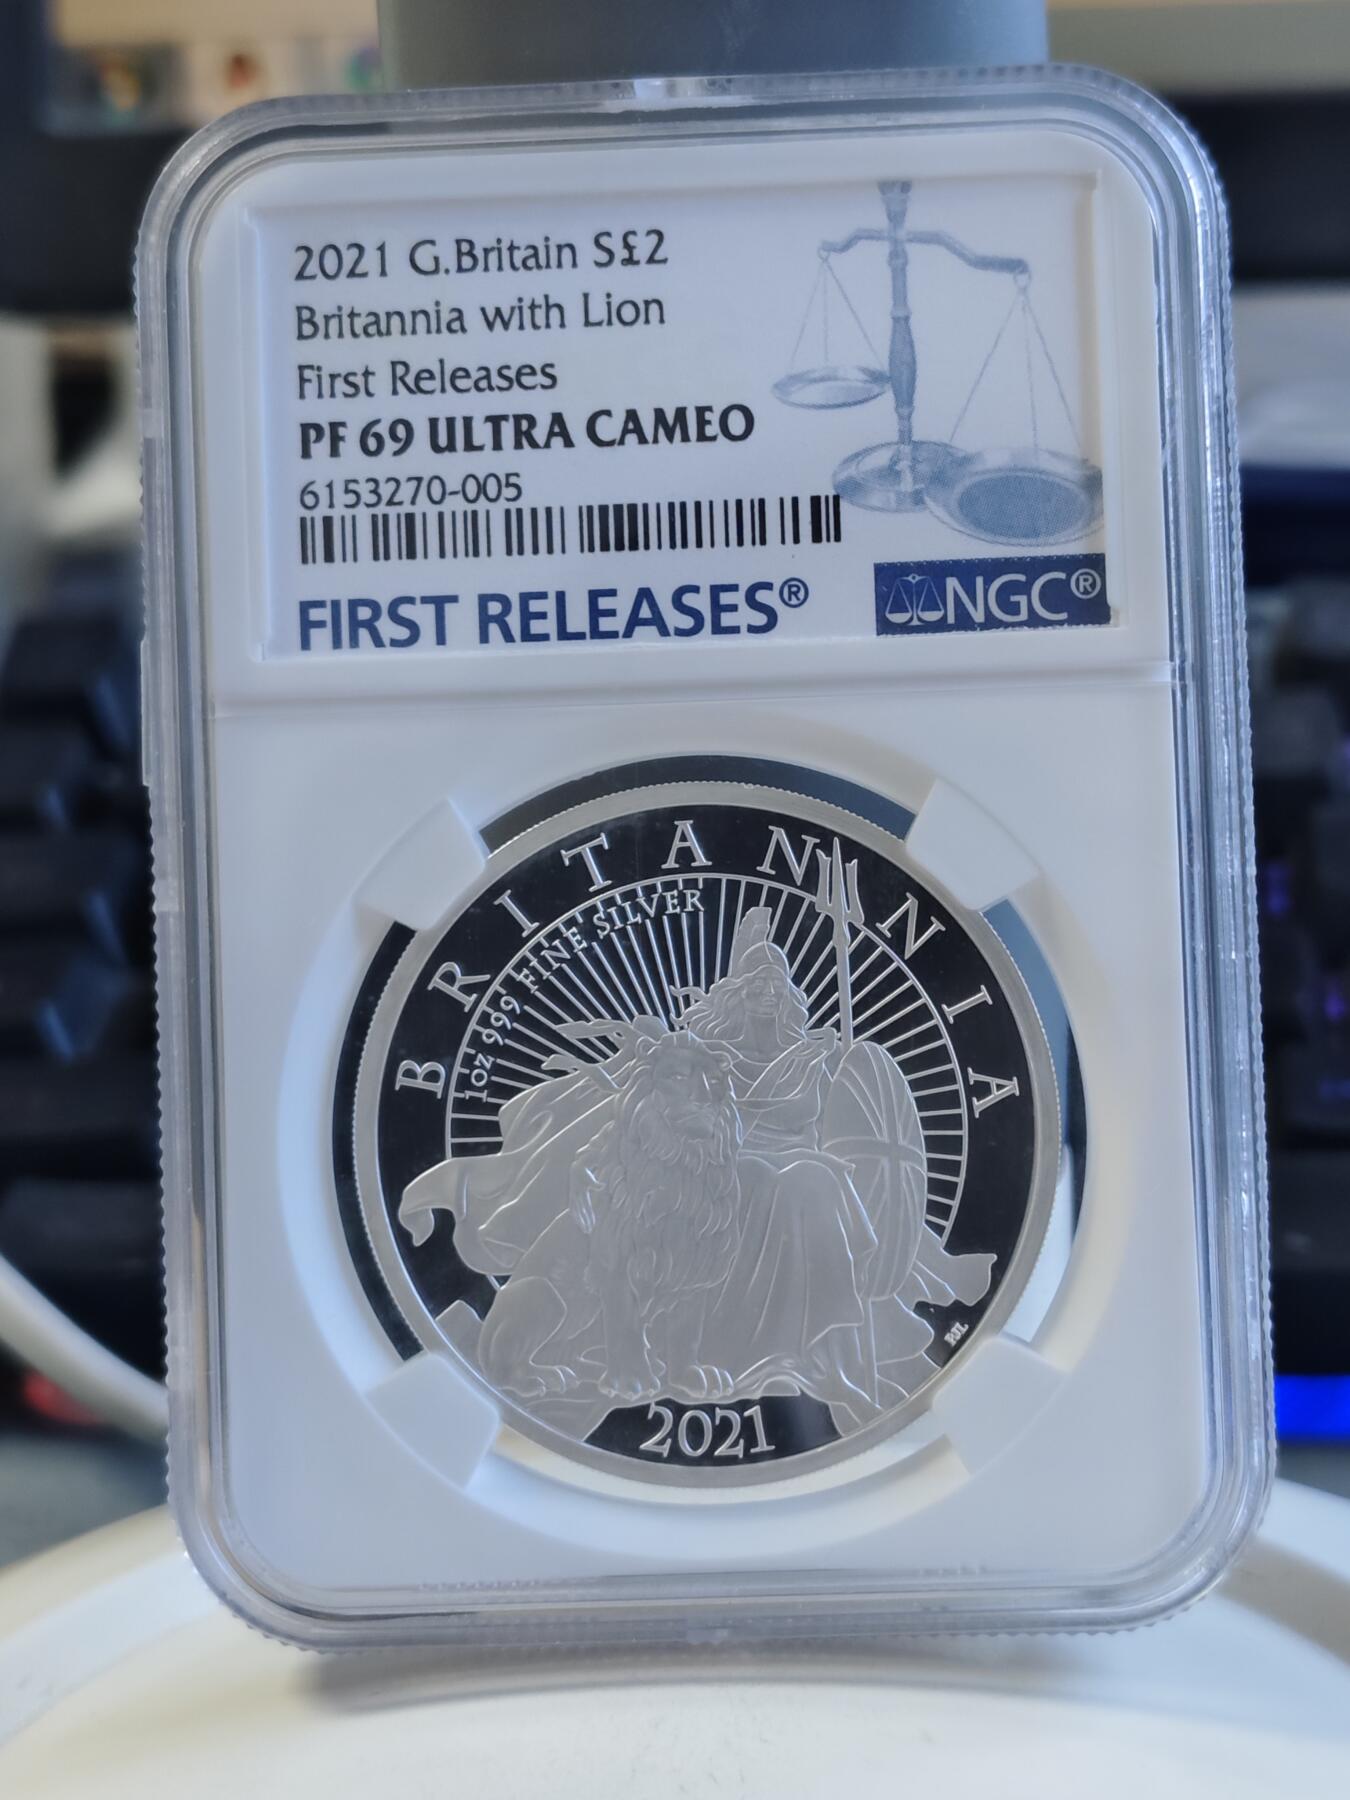 2021 G.Britain S£2
Britannia with Lion
First Releases
PF 69 ULTRA CAMEO
6153270-005
FIRST RELEASES®
NGC®
BRITANNIA
1oz 999 FINE SILVER
PJL
2021